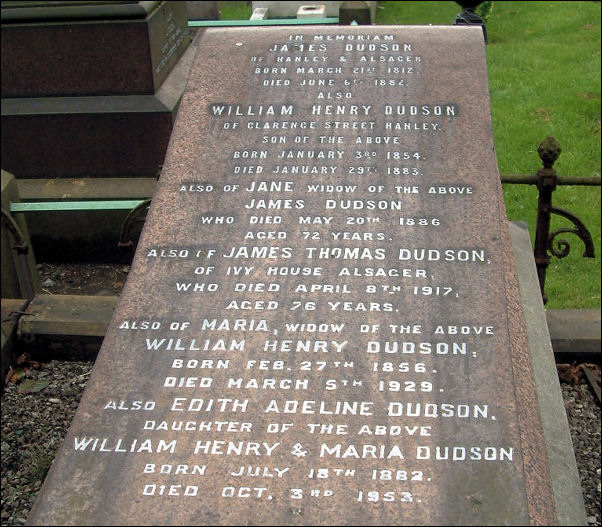 IN MEMORIAM
JAMES DUDSON
OF HANLEY & ALSAGER
BORN MARCH 21ST 1812.
DIED JUNE 6TH 1882.
ALSO
WILLIAM HENRY DUDSON
OF CLARENCE STREET HANLEY.
SON OF THE ABOVE
BORN JANUARY 3RD 1854.
DIED JANUARY 29TH 1883.
ALSO OF JANE WIDOW OF THE ABOVE
JAMES DUDSON
WHO DIED MAY 20TH 1886
AGED 72 YEARS.
ALSO OF JAMES THOMAS DUDSON,
OF IVY HOUSE ALSAGER,
WHO DIED APRIL 8TH 1917,
AGED 76 YEARS.
ALSO OF MARIA, WIDOW OF THE ABOVE
WILLIAM HENRY DUDSON,
BORN FEB. 27TH 1856.
DIED MARCH 5TH 1929.
ALSO EDITH ADELINE DUDSON.
DAUGHTER OF THE ABOVE
WILLIAM HENRY & MARIA DUDSON
BORN JULY 18TH 1882.
DIED OCT. 3RD 1953.